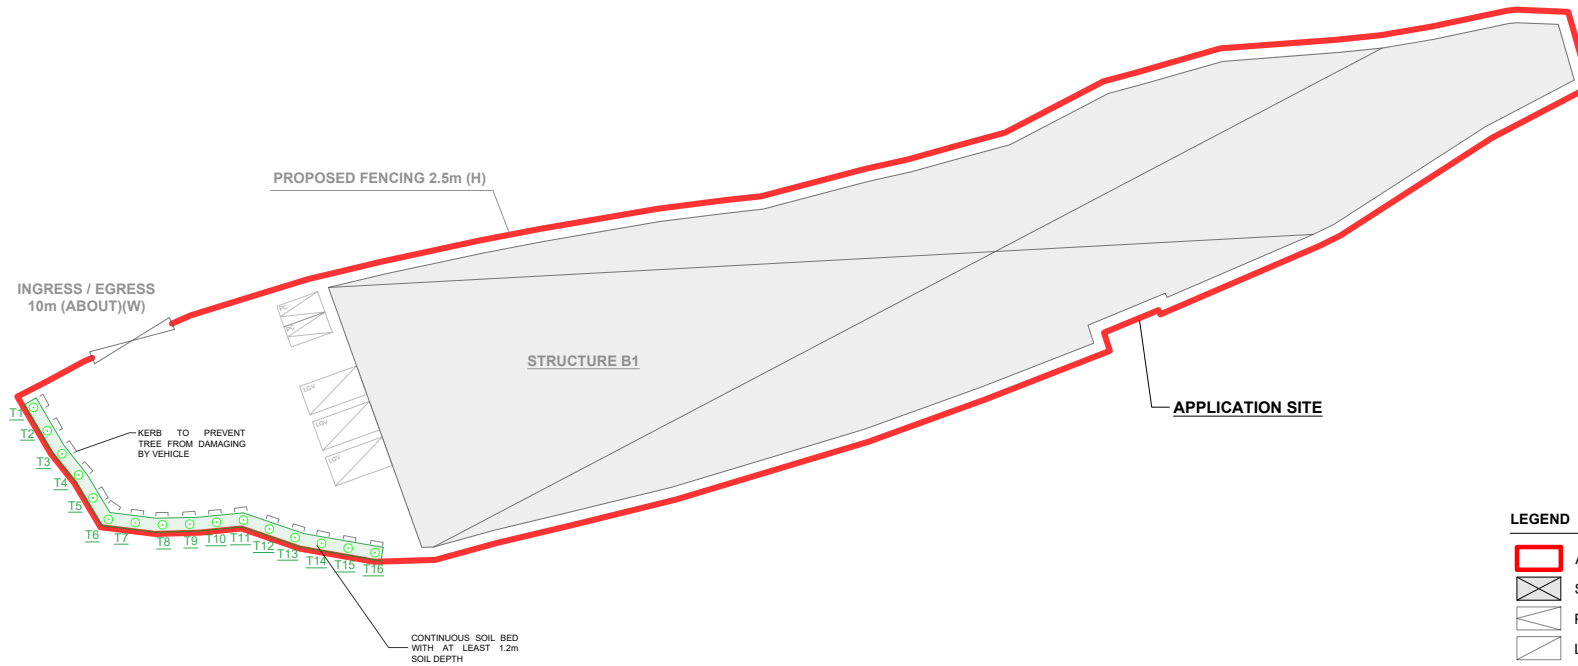 PROPOSED FENCING 2.5m (H)
INGRESS / EGRESS
10m (ABOUT)(W)
PC
PC
STRUCTURE B1
LGV
LGV
LGV
APPLICATION SITE
T1
T2
T3
T4
T5
T6
T7
T8
T9
T10
T11
T12
T13
T14
T15
T16
KERB TO PREVENT
TREE FROM DAMAGING
BY VEHICLE
CONTINUOUS SOIL BED
WITH AT LEAST 1.2m
SOIL DEPTH
LEGEND